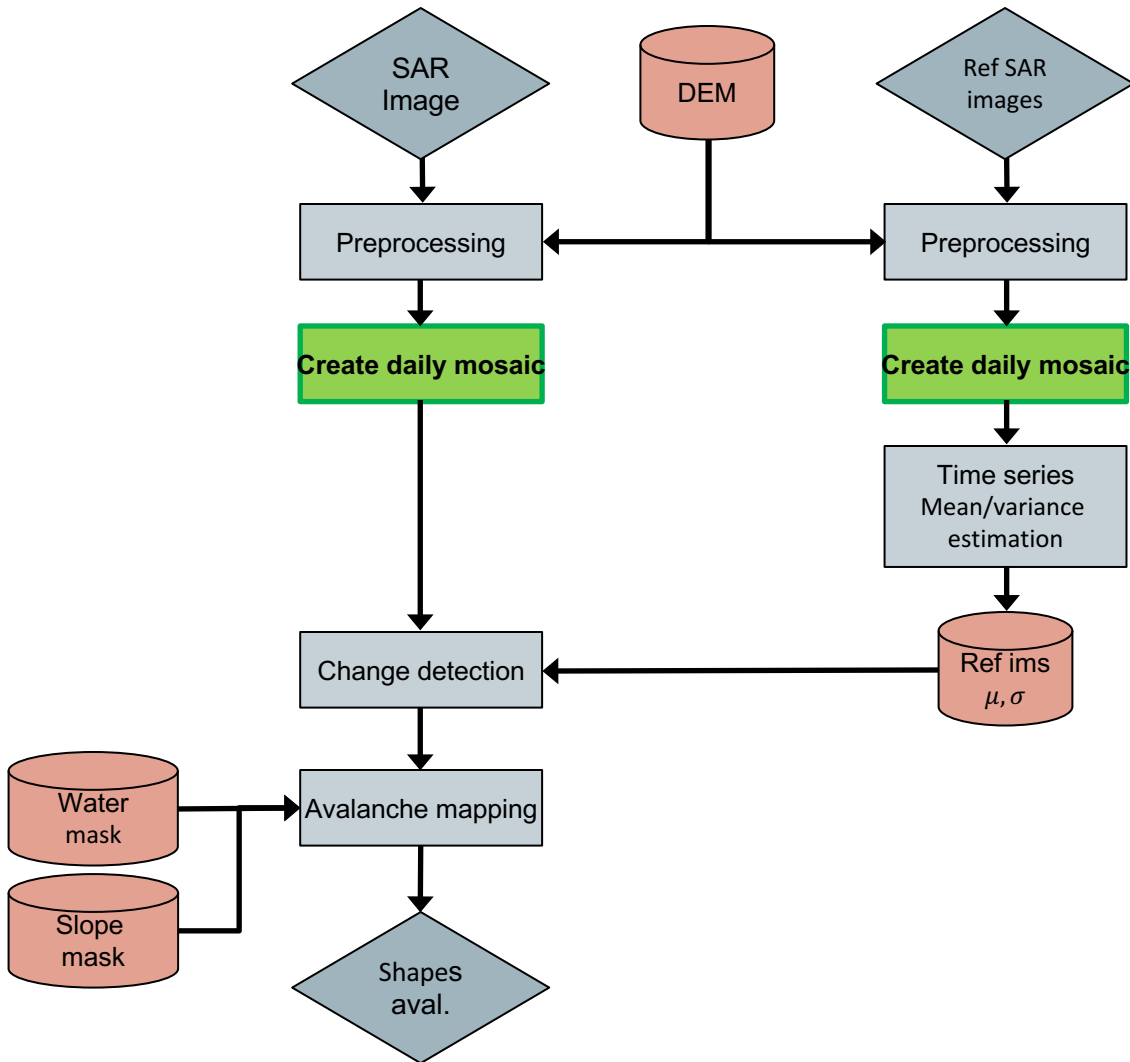 SAR
Image
DEM
Ref SAR
images
Preprocessing
Preprocessing
Create daily mosaic
Create daily mosaic
Time series
Mean/variance
estimation
Change detection
Ref ims
μ, σ
Water
mask
Avalanche mapping
Slope
mask
Shapes
aval.